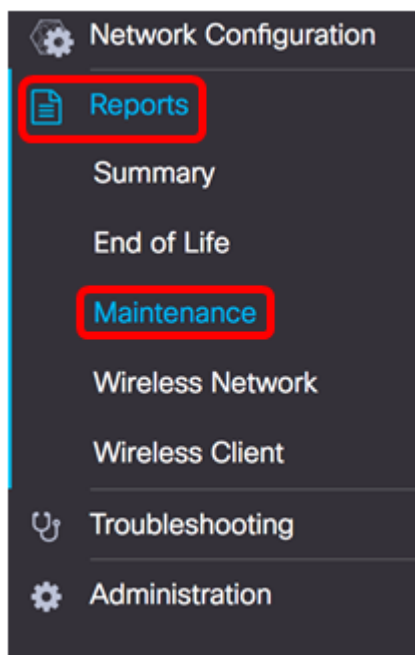 Network Configuration
Reports
Summary
End of Life
Maintenance
Wireless Network
Wireless Client
Troubleshooting
Administration